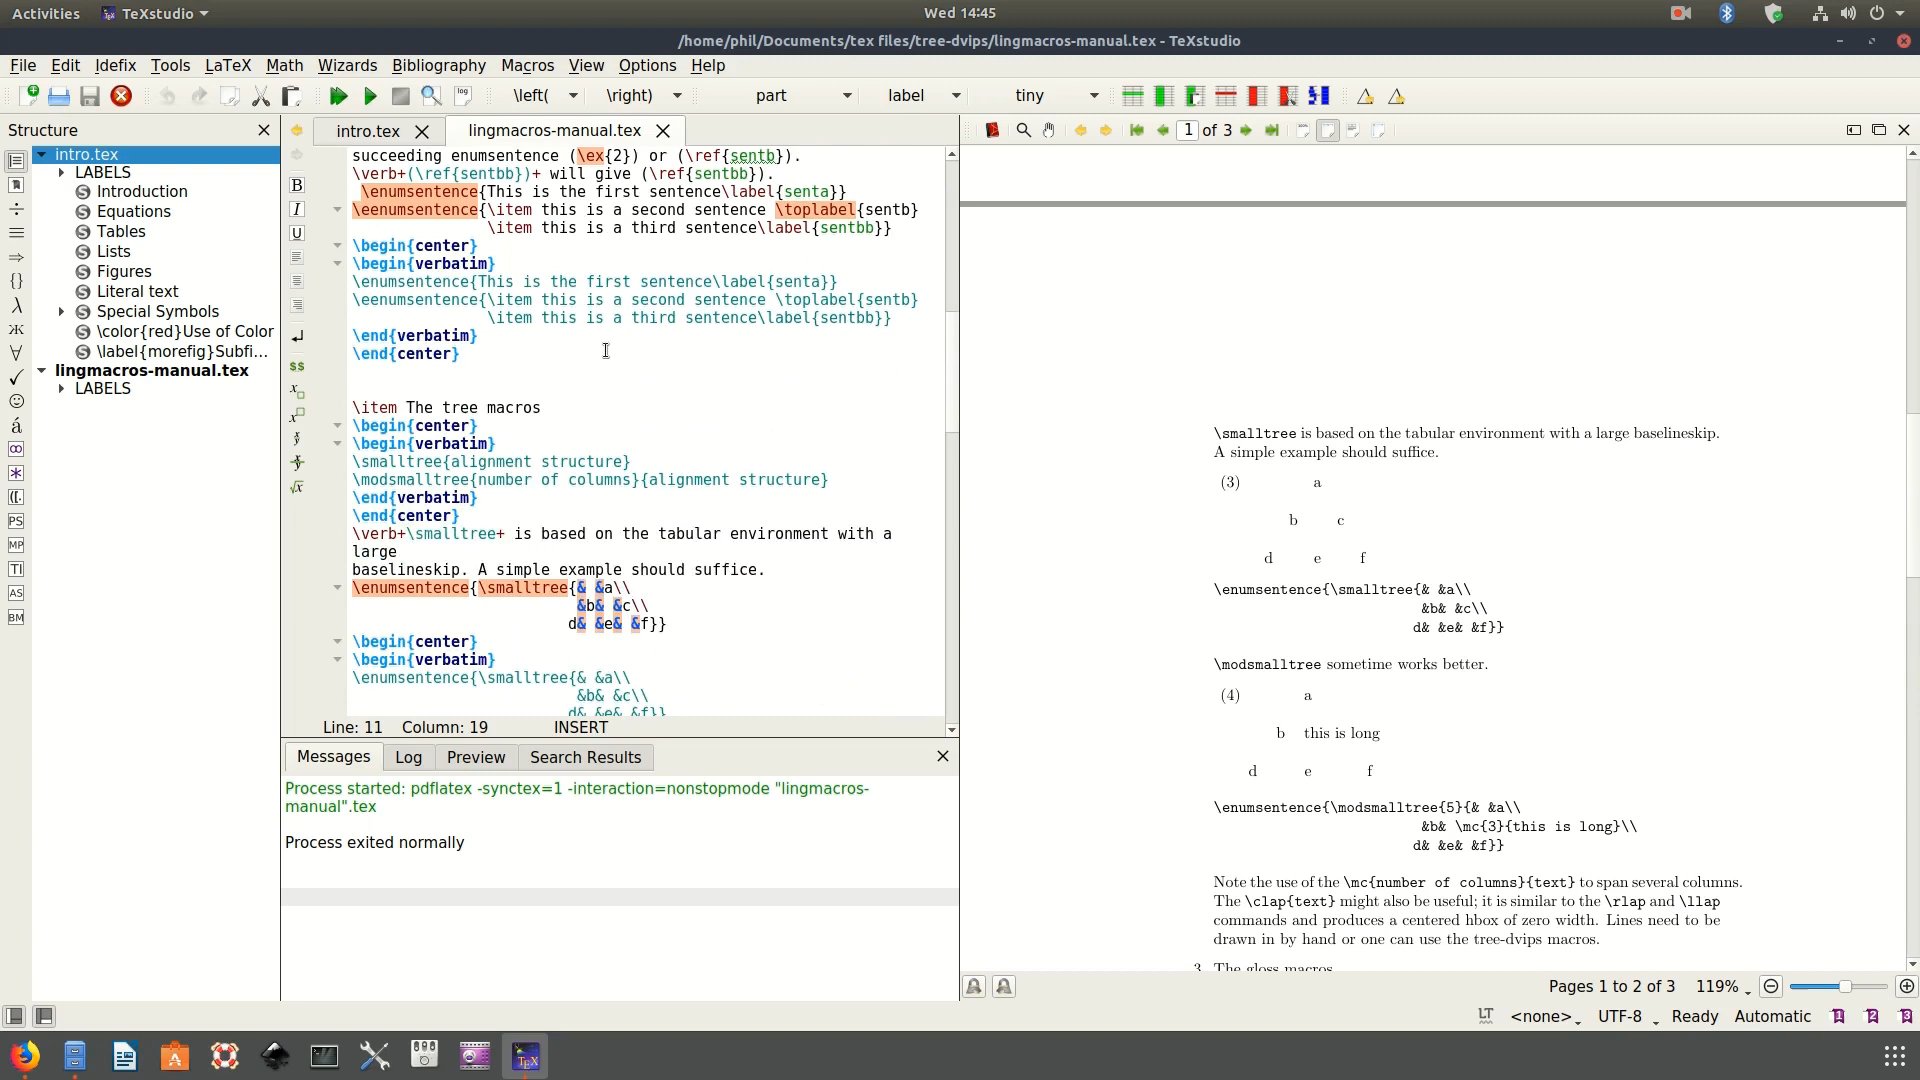 Activities TeXstudio Wed 14:45
/home/phil/Documents/tex files/tree-dvips/lingmacros-manual.tex - TeXstudio
File Edit Idefix Tools LaTeX Math Wizards Bibliography Macros View Options Help
log \left( \right) part label tiny
Structure
intro.tex
LABELS
Introduction
Equations
Tables
Lists
Figures
Literal text
Special Symbols
\color{red}Use of Color
\label{morefig}Subfi...
lingmacros-manual.tex
LABELS
PS
MP
TI
AS
BM
intro.tex lingmacros-manual.tex
B
I
U
$$
succeeding enumsentence (\ex{2}) or (\ref{sentb}).
\verb+(\ref{sentbb})+ will give (\ref{sentbb}).
\enumsentence{This is the first sentence\label{senta}}
\eenumsentence{\item this is a second sentence \toplabel{sentb}
\item this is a third sentence\label{sentbb}}
\begin{center}
\begin{verbatim}
\enumsentence{This is the first sentence\label{senta}}
\eenumsentence{\item this is a second sentence \toplabel{sentb}
\item this is a third sentence\label{sentbb}}
\end{verbatim}
\end{center}
\item The tree macros
\begin{center}
\begin{verbatim}
\smalltree{alignment structure}
\modsmalltree{number of columns}{alignment structure}
\end{verbatim}
\end{center}
\verb+\smalltree+ is based on the tabular environment with a
large
baselineskip. A simple example should suffice.
\enumsentence{\smalltree{& &a\\
&b& &c\\
d& &e& &f}}
\begin{center}
\begin{verbatim}
\enumsentence{\smalltree{& &a\\
&b& &c\\
d& &e& &f}}
Line: 11 Column: 19 INSERT
Messages Log Preview Search Results
Process started: pdflatex -synctex=1 -interaction=nonstopmode "lingmacros-
manual".tex
Process exited normally
1 of 3
\smalltree is based on the tabular environment with a large baselineskip.
A simple example should suffice.
(3) a
b c
d e f
\enumsentence{\smalltree{& &a\\
&b& &c\\
d& &e& &f}}
\modsmalltree sometime works better.
(4) a
b this is long
d e f
\enumsentence{\modsmalltree{5}{& &a\\
&b& \mc{3}{this is long}\\
d& &e& &f}}
Note the use of the \mc{number of columns}{text} to span several columns.
The \clap{text} might also be useful; it is similar to the \rlap and \llap
commands and produces a centered hbox of zero width. Lines need to be
drawn in by hand or one can use the tree-dvips macros.
3. The gloss macros
Pages 1 to 2 of 3 119%
LT <none> UTF-8 Ready Automatic 1 2 3
TEX